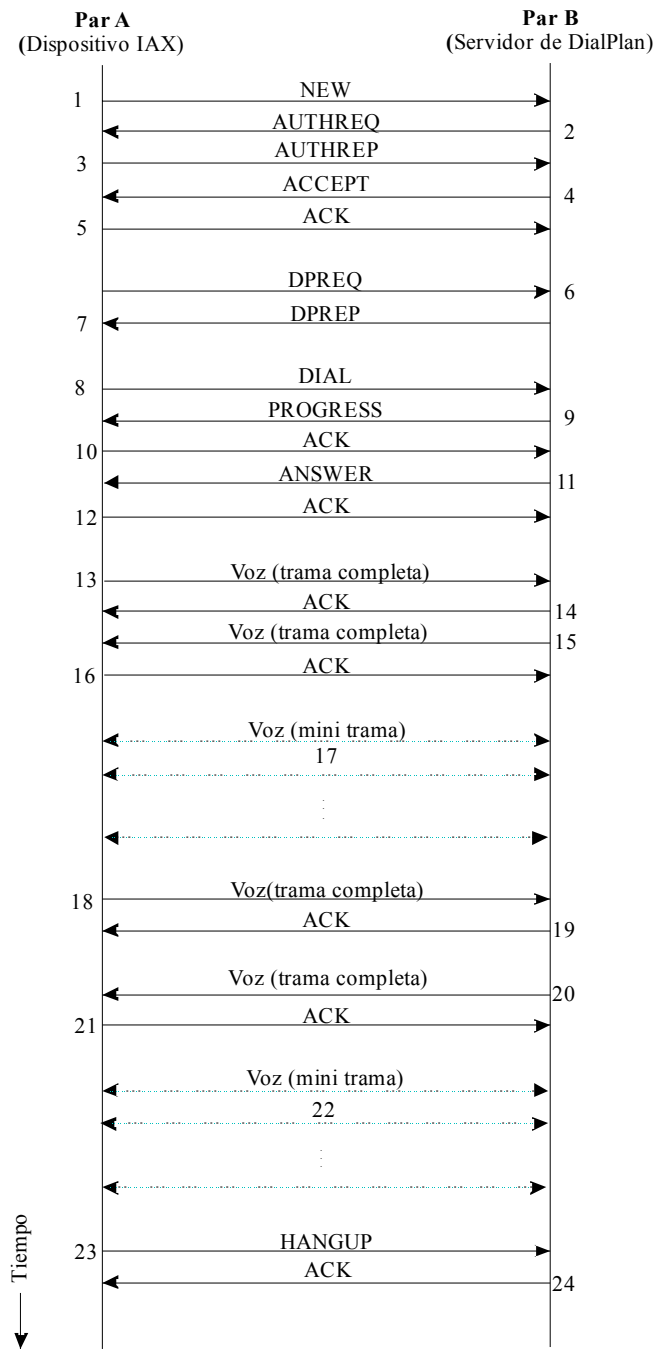 Par A
(Dispositivo IAX)
Par B
(Servidor de DialPlan)
1
NEW
AUTHREQ
2
3
AUTHREP
ACCEPT
4
5
ACK
DPREQ
6
7
DPREP
8
DIAL
PROGRESS
9
10
ACK
ANSWER
11
12
ACK
13
Voz (trama completa)
ACK
14
Voz (trama completa)
15
16
ACK
Voz (mini trama)
17
18
Voz(trama completa)
ACK
19
Voz (trama completa)
20
21
ACK
Voz (mini trama)
22
23
HANGUP
ACK
24
Tiempo